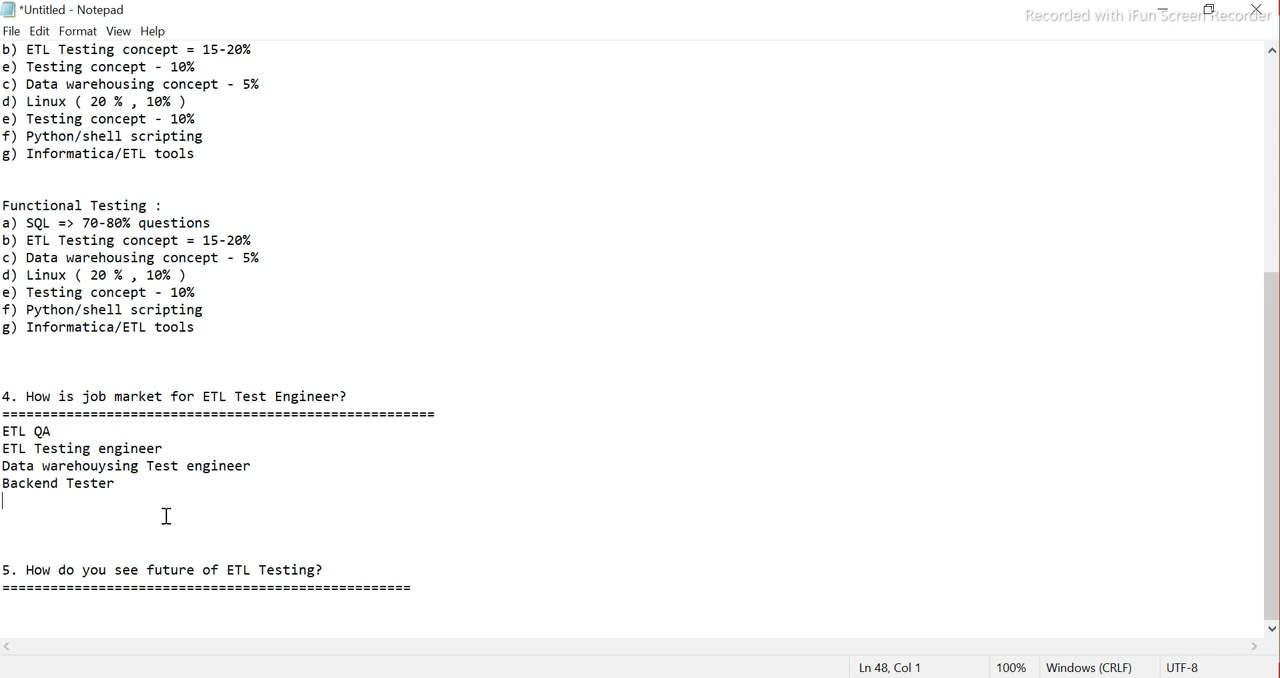 *Untitled - Notepad
Recorded with iFun Screen Recorder
File Edit Format View Help
b) ETL Testing concept = 15-20%
e) Testing concept - 10%
c) Data warehousing concept - 5%
d) Linux ( 20 % , 10% )
e) Testing concept - 10%
f) Python/shell scripting
g) Informatica/ETL tools
Functional Testing :
a) SQL => 70-80% questions
b) ETL Testing concept = 15-20%
c) Data warehousing concept - 5%
d) Linux ( 20 % , 10% )
e) Testing concept - 10%
f) Python/shell scripting
g) Informatica/ETL tools
4. How is job market for ETL Test Engineer?
======================================================
ETL QA
ETL Testing engineer
Data warehouysing Test engineer
Backend Tester
5. How do you see future of ETL Testing?
===================================================
Ln 48, Col 1 100% Windows (CRLF) UTF-8